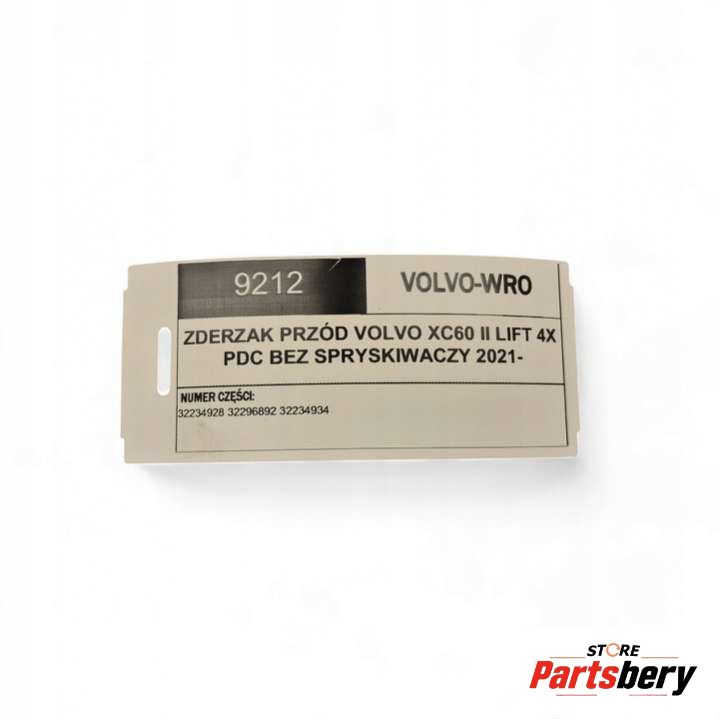 9212
VOLVO-WRO
ZDERZAK PRZÓD VOLVO XC60 II LIFT 4X
PDC BEZ SPRYSKIWACZY 2021-
NUMER CZĘŚCI:
32234928 32296892 32234934
STORE
Partsbery